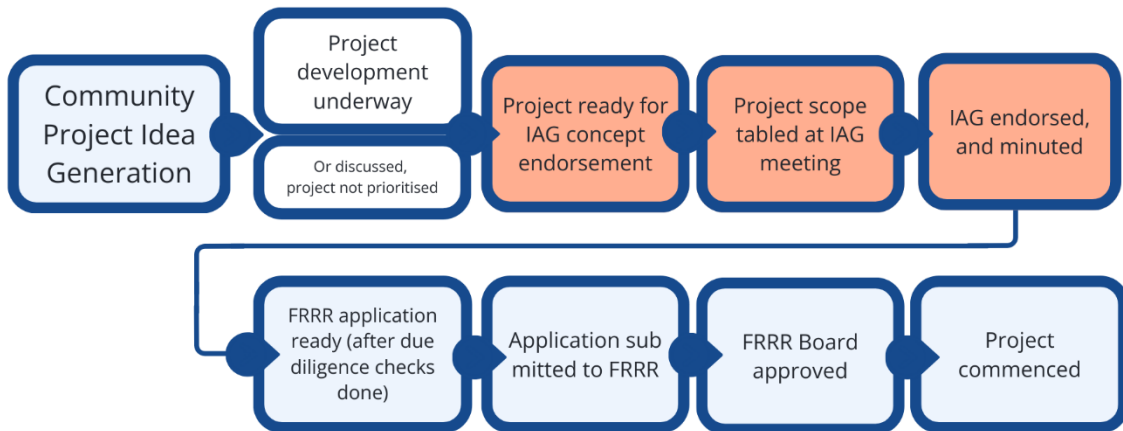 Community
Project Idea
Generation
Project
development
underway
Or discussed,
project not prioritised
Project ready for
IAG concept
endorsement
Project scope
tabled at IAG
meeting
IAG endorsed,
and minuted
FRRR application
ready (after due
diligence checks
done)
Application sub
mitted to FRRR
FRRR Board
approved
Project
commenced